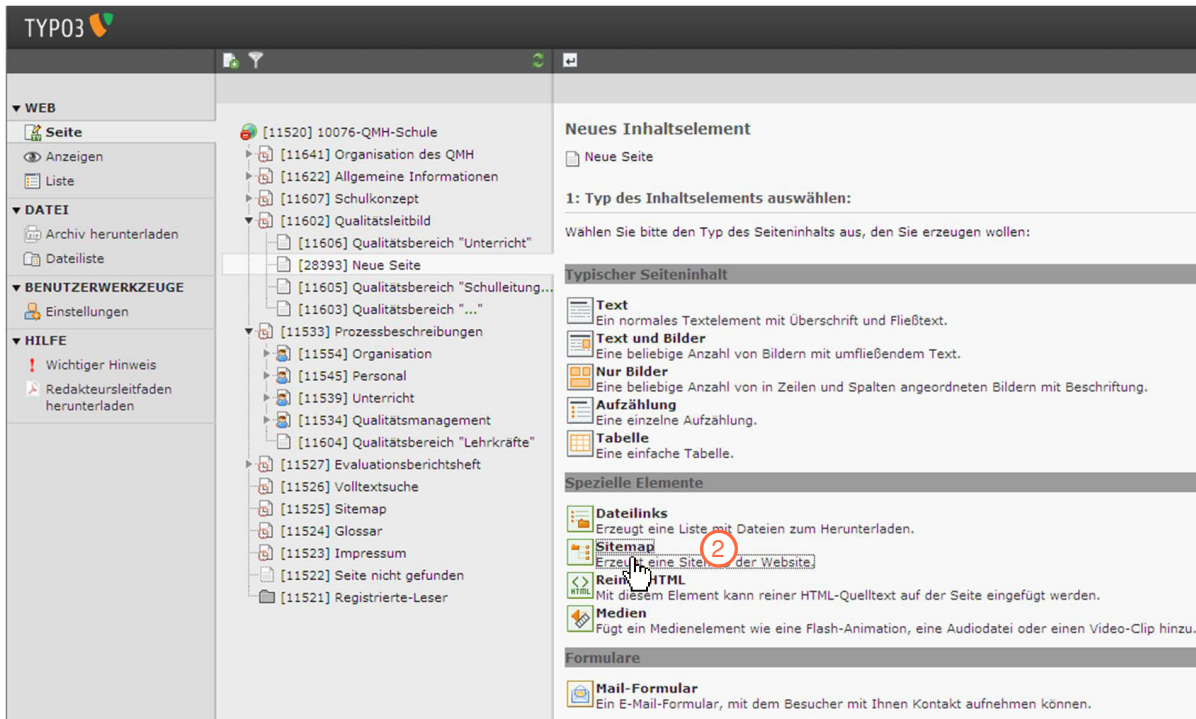 TYPO3
WEB
Seite
Anzeigen
Liste
DATEI
Archiv herunterladen
Dateiliste
BENUTZERWERKZEUGE
Einstellungen
HILFE
Wichtiger Hinweis
Redakteursleitfaden
herunterladen
[11520] 10076-QMH-Schule
[11641] Organisation des QMH
[11622] Allgemeine Informationen
[11607] Schulkonzept
[11602] Qualitätsleitbild
[11606] Qualitätsbereich "Unterricht"
[28393] Neue Seite
[11605] Qualitätsbereich "Schulleitung...
[11603] Qualitätsbereich "..."
[11533] Prozessbeschreibungen
[11554] Organisation
[11545] Personal
[11539] Unterricht
[11534] Qualitätsmanagement
[11604] Qualitätsbereich "Lehrkräfte"
[11527] Evaluationsberichtsheft
[11526] Volltextsuche
[11525] Sitemap
[11524] Glossar
[11523] Impressum
[11522] Seite nicht gefunden
[11521] Registrierte-Leser
Neues Inhaltselement
Neue Seite
1: Typ des Inhaltselements auswählen:
Wählen Sie bitte den Typ des Seiteninhalts aus, den Sie erzeugen wollen:
Typischer Seiteninhalt
Text
Ein normales Textelement mit Überschrift und Fließtext.
Text und Bilder
Eine beliebige Anzahl von Bildern mit umfließendem Text.
Nur Bilder
Eine beliebige Anzahl von in Zeilen und Spalten angeordneten Bildern mit Beschriftung.
Aufzählung
Eine einzelne Aufzählung.
Tabelle
Eine einfache Tabelle.
Spezielle Elemente
Dateilinks
Erzeugt eine Liste mit Dateien zum Herunterladen.
Sitemap
2
Erzeugt eine Sitemap der Website.
HTML
Reines HTML
Mit diesem Element kann reiner HTML-Quelltext auf der Seite eingefügt werden.
Medien
Fügt ein Medienelement wie eine Flash-Animation, eine Audiodatei oder einen Video-Clip hinzu.
Formulare
Mail-Formular
Ein E-Mail-Formular, mit dem Besucher mit Ihnen Kontakt aufnehmen können.